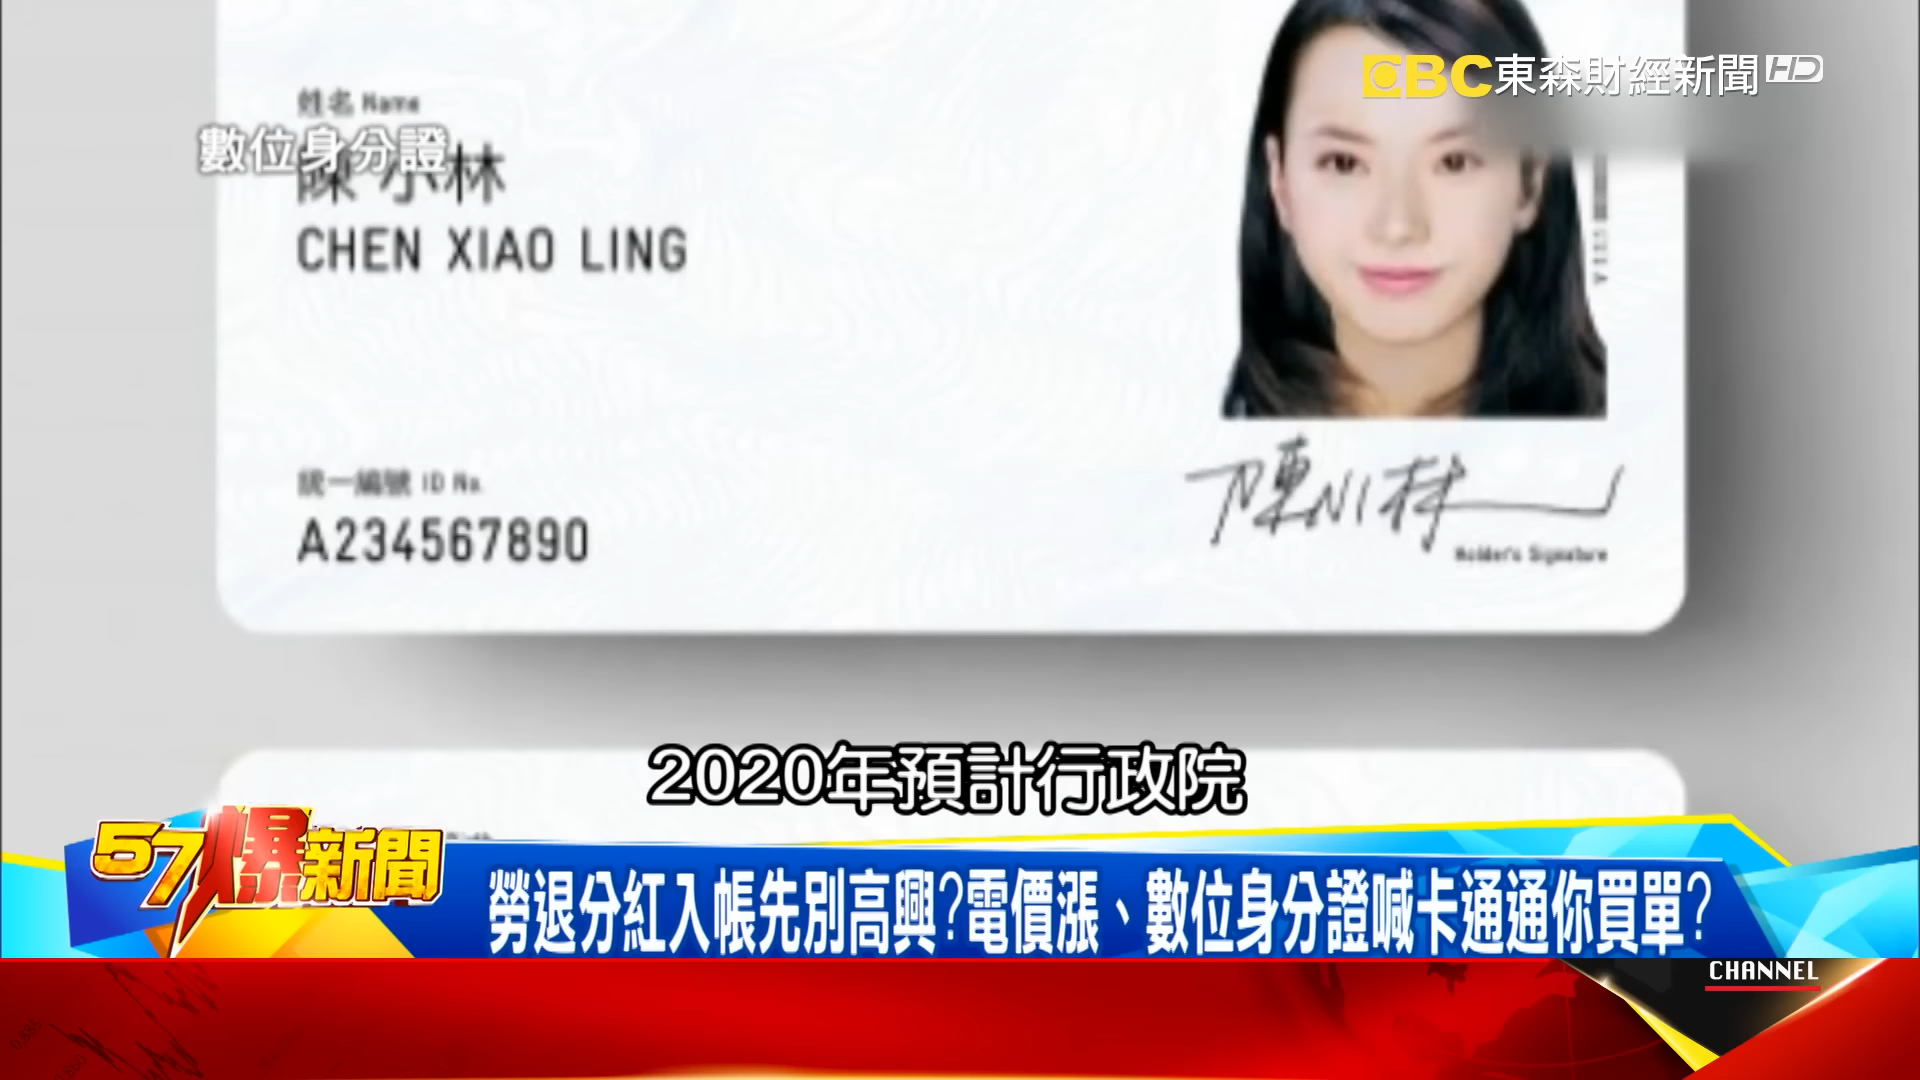 EBC東森財經新聞HD
姓名 Name
數位身分證
陳小林
CHEN XIAO LING
統一編號 ID No.
A234567890
陳小林
Holder's Signature
2020年預計行政院
57爆新聞
勞退分紅入帳先別高興?電價漲、數位身分證喊卡通通你買單?
CHANNEL